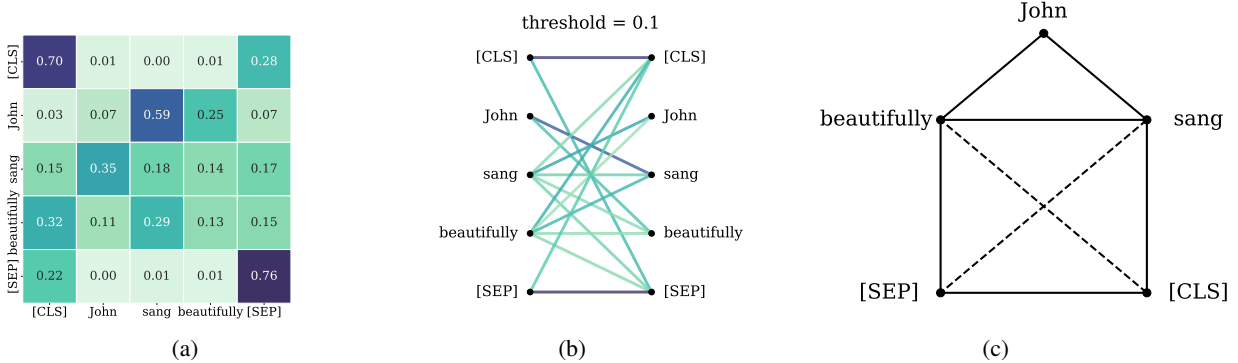 [CLS] 0.70 0.01 0.00 0.01 0.28
John 0.03 0.07 0.59 0.25 0.07
sang 0.15 0.35 0.18 0.14 0.17
beautifully 0.32 0.11 0.29 0.13 0.15
[SEP] 0.22 0.00 0.01 0.01 0.76
[CLS] John sang beautifully [SEP]
(a)
threshold = 0.1
[CLS] [CLS]
John John
sang sang
beautifully beautifully
[SEP] [SEP]
(b)
John
beautifully sang
[SEP] [CLS]
(c)